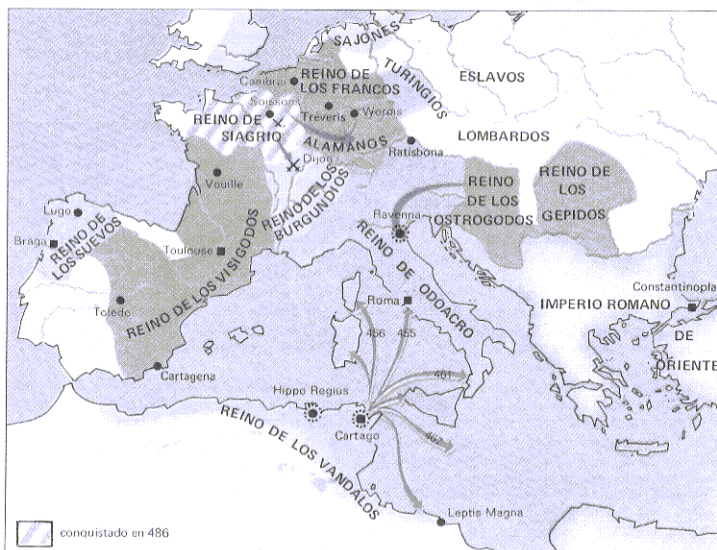 SAJONES
Cambrai
REINO DE
LOS FRANCOS
TURINGIOS
ESLAVOS
Soissons
REINO DE
SIAGRIO
Tréveris
Worms
ALAMANOS
Ratisbona
LOMBARDOS
Dijon
Vouille
REINO DE LOS
BURGUNDIOS
REINO
DE LOS
OSTROGODOS
REINO DE
LOS
GEPIDOS
Lugo
REINO DE
LOS SUEVOS
Braga
Toulouse
REINO DE LOS VISIGODOS
Ravenna
REINO DE ODOACRO
Toledo
Roma
IMPERIO ROMANO
DE
ORIENTE
Constantinopla
Cartagena
456
455
461
Hippo Regius
Cartago
REINO DE LOS VANDALOS
Leptis Magna
conquistado en 486